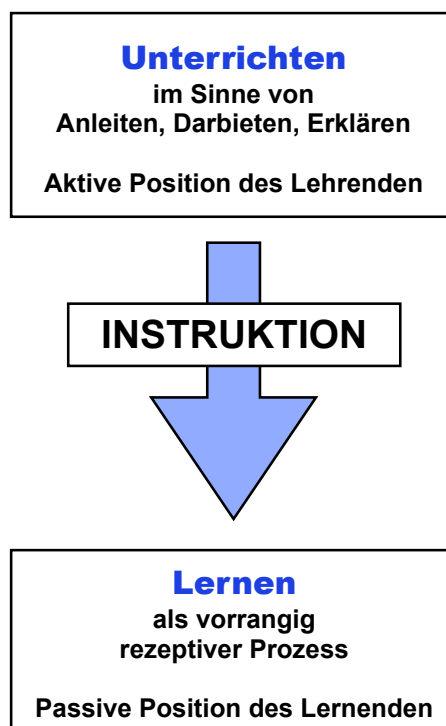 Unterrichten
im Sinne von
Anleiten, Darbieten, Erklären
Aktive Position des Lehrenden
INSTRUKTION
Lernen
als vorrangig
rezeptiver Prozess
Passive Position des Lernenden